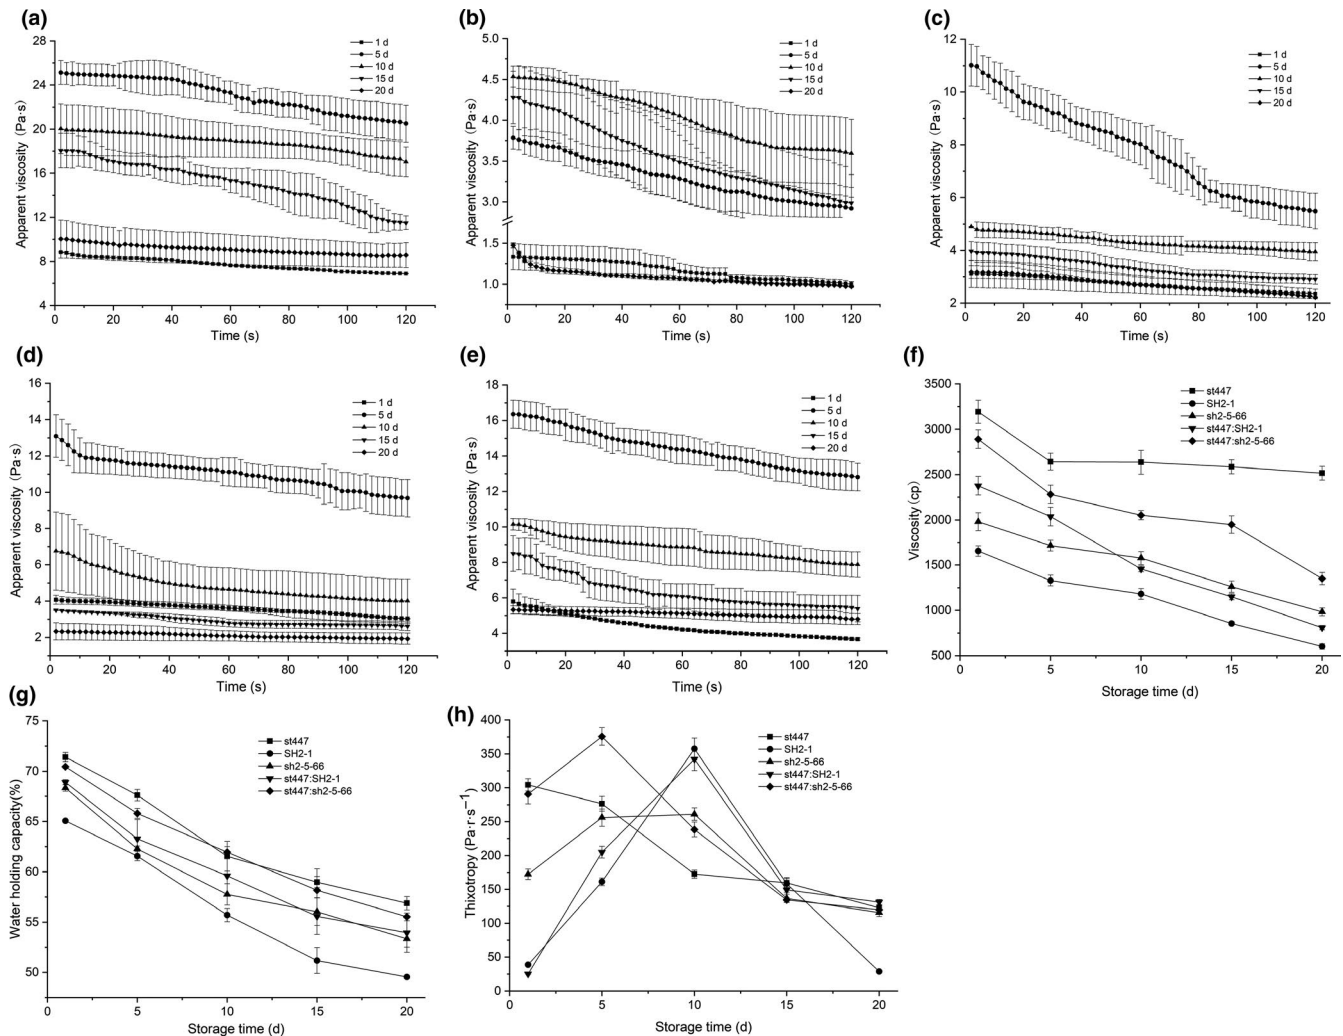 (a)
28
24
20
16
12
8
4
0
20
40
60
80
100
120
Apparent viscosity (Pa·s)
Time (s)
1 d
5 d
10 d
15 d
20 d
(b)
5.0
4.5
4.0
3.5
3.0
1.5
1.0
0
20
40
60
80
100
120
Apparent viscosity (Pa·s)
Time (s)
1 d
5 d
10 d
15 d
20 d
(c)
12
10
8
6
4
2
0
20
40
60
80
100
120
Apparent viscosity (Pa·s)
Time (s)
1 d
5 d
10 d
15 d
20 d
(d)
16
14
12
10
8
6
4
2
0
20
40
60
80
100
120
Apparent viscosity (Pa·s)
Time (s)
1 d
5 d
10 d
15 d
20 d
(e)
18
16
14
12
10
8
6
4
0
20
40
60
80
100
120
Apparent viscosity (Pa·s)
Time (s)
1 d
5 d
10 d
15 d
20 d
(f)
3500
3000
2500
2000
1500
1000
500
0
5
10
15
20
Viscosity (cp)
Storage time (d)
st447
SH2-1
sh2-5-66
st447:SH2-1
st447:sh2-5-66
(g)
75
70
65
60
55
50
0
5
10
15
20
Water holding capacity(%)
Storage time (d)
st447
SH2-1
sh2-5-66
st447:SH2-1
st447:sh2-5-66
(h)
400
350
300
250
200
150
100
50
0
0
5
10
15
20
Thixotropy (Pa·r·s⁻¹)
Storage time (d)
st447
SH2-1
sh2-5-66
st447:SH2-1
st447:sh2-5-66